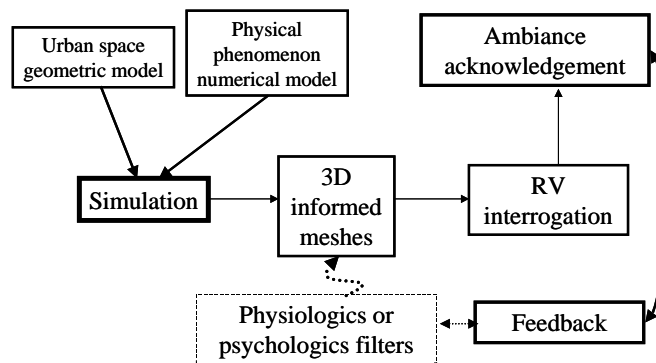 Urban space
geometric model
Physical
phenomenon
numerical model
Ambiance
acknowledgement
Simulation
3D
informed
meshes
RV
interrogation
Physiologics or
psychologics filters
Feedback